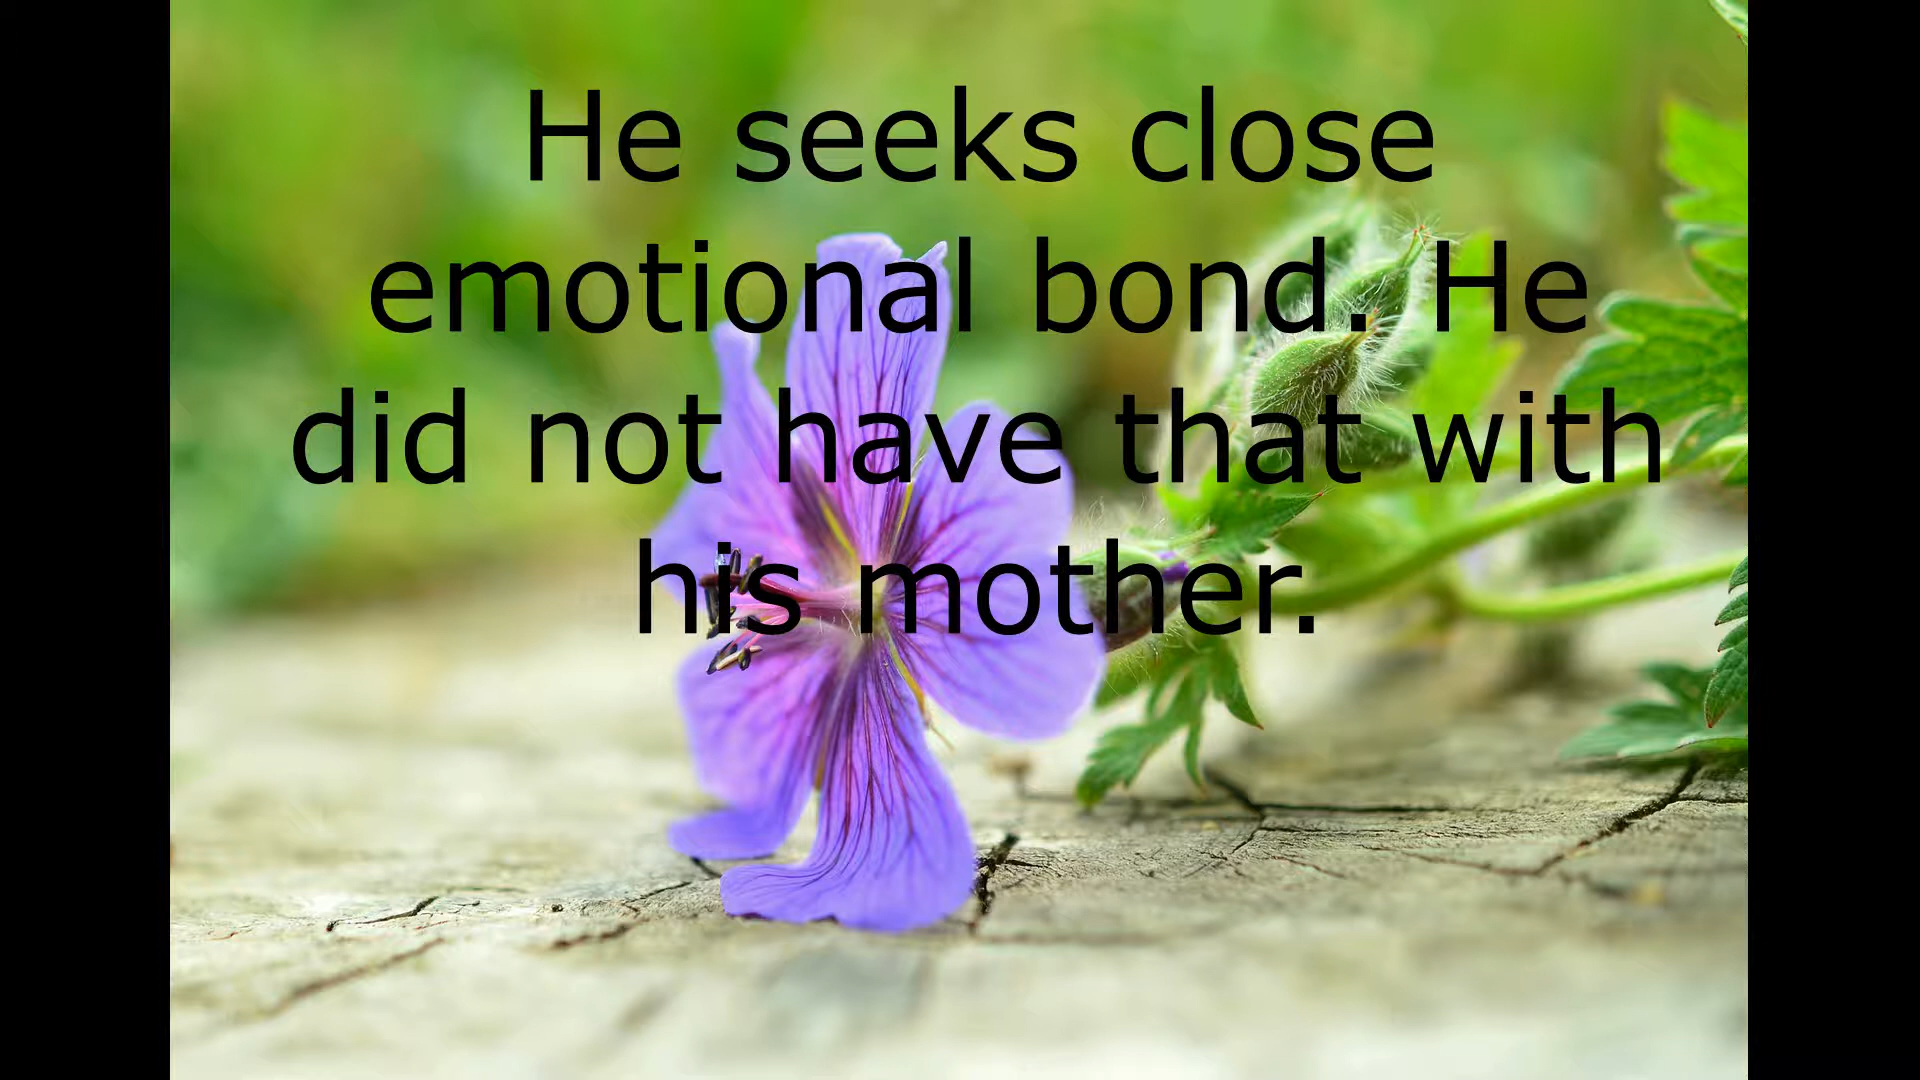 He seeks close
emotional bond. He
did not have that with
his mother.